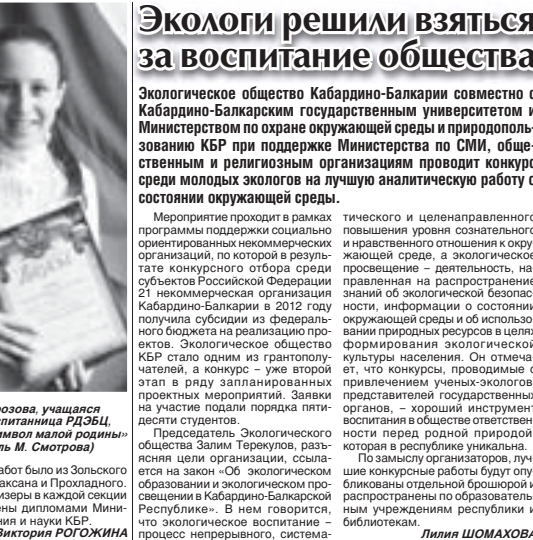 Экологи решили взяться
за воспитание общества
Экологическое общество Кабардино-Балкарии совместно с
Кабардино-Балкарским государственным университетом и
Министерством по охране окружающей среды и природополь-
зованию КБР при поддержке Министерства по СМИ, обще-
ственным и религиозным организациям проводит конкурс
среди молодых экологов на лучшую аналитическую работу о
состоянии окружающей среды.
Мероприятие проходит в рамках
программы поддержки социально
ориентированных некоммерческих
организаций, по которой в резуль-
тате конкурсного отбора среди
субъектов Российской Федерации
21 некоммерческая организация
Кабардино-Балкарии в 2012 году
получила субсидии из федераль-
ного бюджета на реализацию про-
ектов. Экологическое общество
КБР стало одним из грантополу-
чателей, а конкурс – уже второй
этап в ряду запланированных
проектных мероприятий. Заявки
на участие подали порядка пяти-
десяти студентов.
Председатель Экологического
общества Залим Терекулов, разъ-
ясняя цели организации, ссыла-
ется на закон «Об экологическом
образовании и экологическом про-
свещении в Кабардино-Балкарской
Республике». В нем говорится,
что экологическое воспитание –
процесс непрерывного, система-
тического и целенаправленного
повышения уровня сознательного
и нравственного отношения к окру-
жающей среде, а экологическое
просвещение – деятельность, на-
правленная на распространение
знаний об экологической безопас-
ности, информации о состоянии
окружающей среды и об использо-
вании природных ресурсов в целях
формирования экологической
культуры населения. Он отмеча-
ет, что конкурсы, проводимые с
привлечением ученых-экологов,
представителей государственных
органов, – хороший инструмент
воспитания в обществе ответствен-
ности перед родной природой,
которая в республике уникальна.
По замыслу организаторов, луч-
шие конкурсные работы будут опу-
бликованы отдельной брошюрой и
распространены по образователь-
ным учреждениям республики и
библиотекам.
Лилия ШОМАХОВА
розова, учащаяся
спитанница РДЭБЦ,
имвол малой родины»
ль М. Смотрова)
абот было из Зольского
аксана и Прохладного.
изеры в каждой секции
ены дипломами Мини-
ния и науки КБР.
Виктория РОГОЖИНА